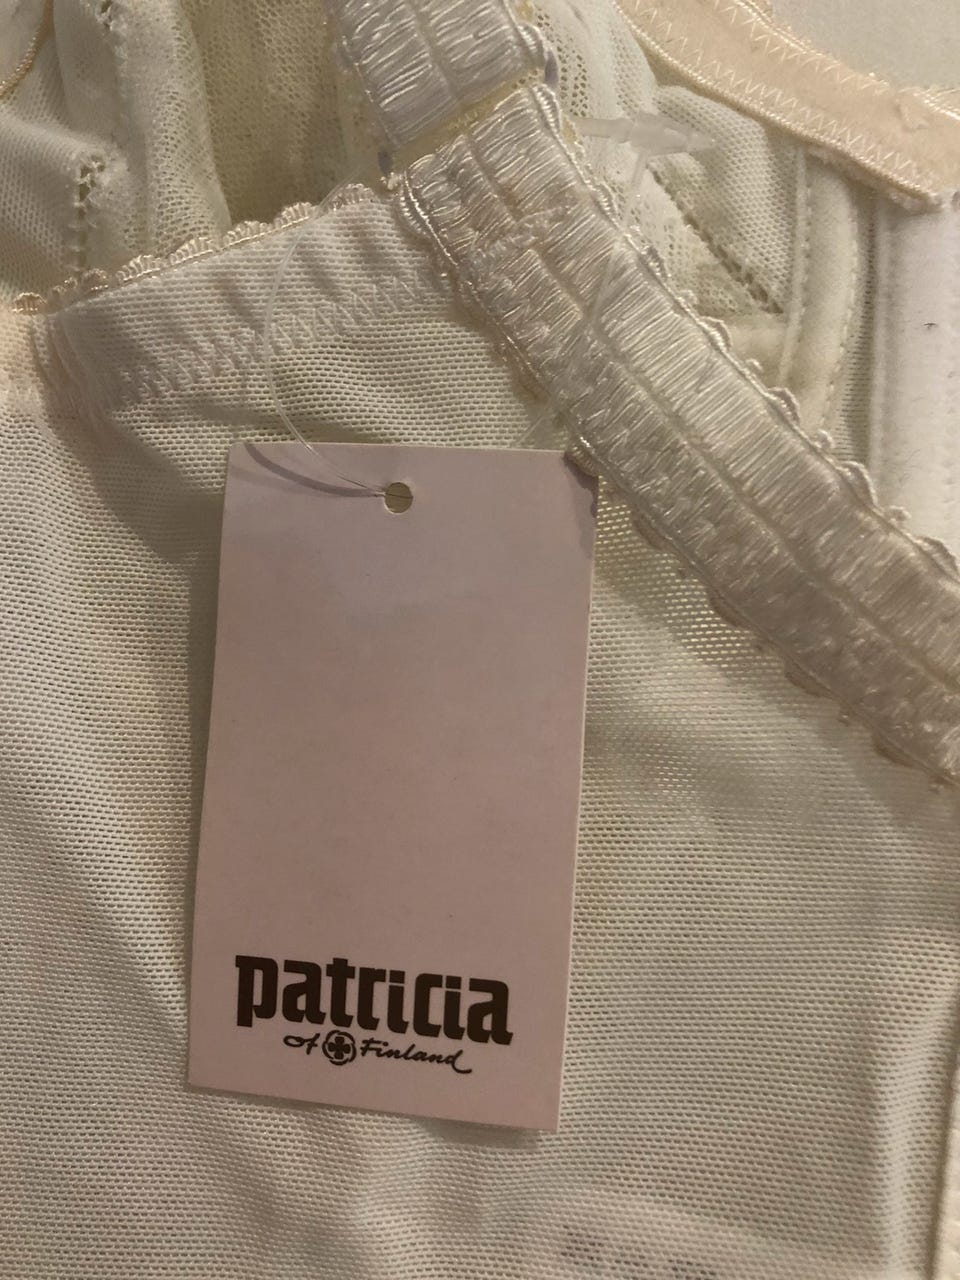 patricia
of Finland